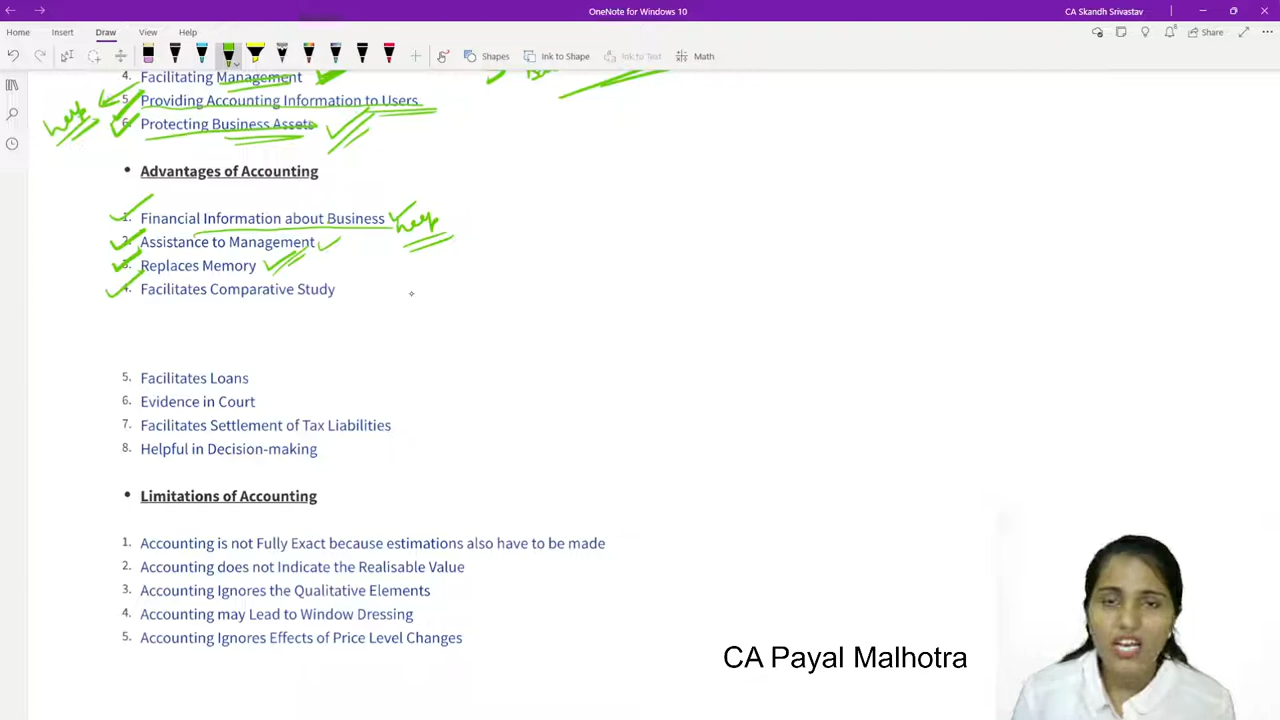 OneNote for Windows 10
CA Skandh Srivastav
Home Insert Draw View Help
Share
Shapes Ink to Shape Ink to Text Math
4. Facilitating Management
5. Providing Accounting Information to Users
help
6. Protecting Business Assets
• Advantages of Accounting
1. Financial Information about Business
help
2. Assistance to Management
3. Replaces Memory
4. Facilitates Comparative Study
5. Facilitates Loans
6. Evidence in Court
7. Facilitates Settlement of Tax Liabilities
8. Helpful in Decision-making
• Limitations of Accounting
1. Accounting is not Fully Exact because estimations also have to be made
2. Accounting does not Indicate the Realisable Value
3. Accounting Ignores the Qualitative Elements
4. Accounting may Lead to Window Dressing
5. Accounting Ignores Effects of Price Level Changes
CA Payal Malhotra